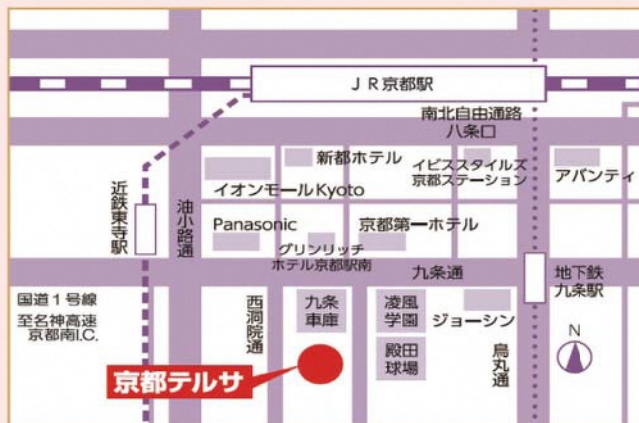 JR京都駅
南北自由通路
八条口
新都ホテル
イオンモールKyoto
イビススタイルズ
京都ステーション
アバンティ
近鉄東寺駅
油小路通
Panasonic
京都第一ホテル
グリンリッチ
ホテル京都駅南
九条通
地下鉄
九条駅
国道1号線
至名神高速
京都南I.C.
西洞院通
九条
車庫
凌風
学園
ジョーシン
殿田
球場
烏丸通
N
京都テルサ